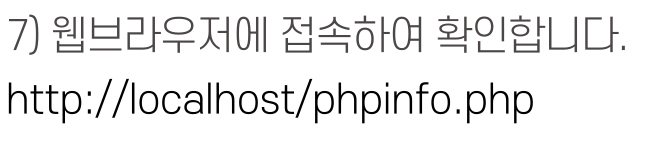 7) 웹브라우저에 접속하여 확인합니다.
http://localhost/phpinfo.php